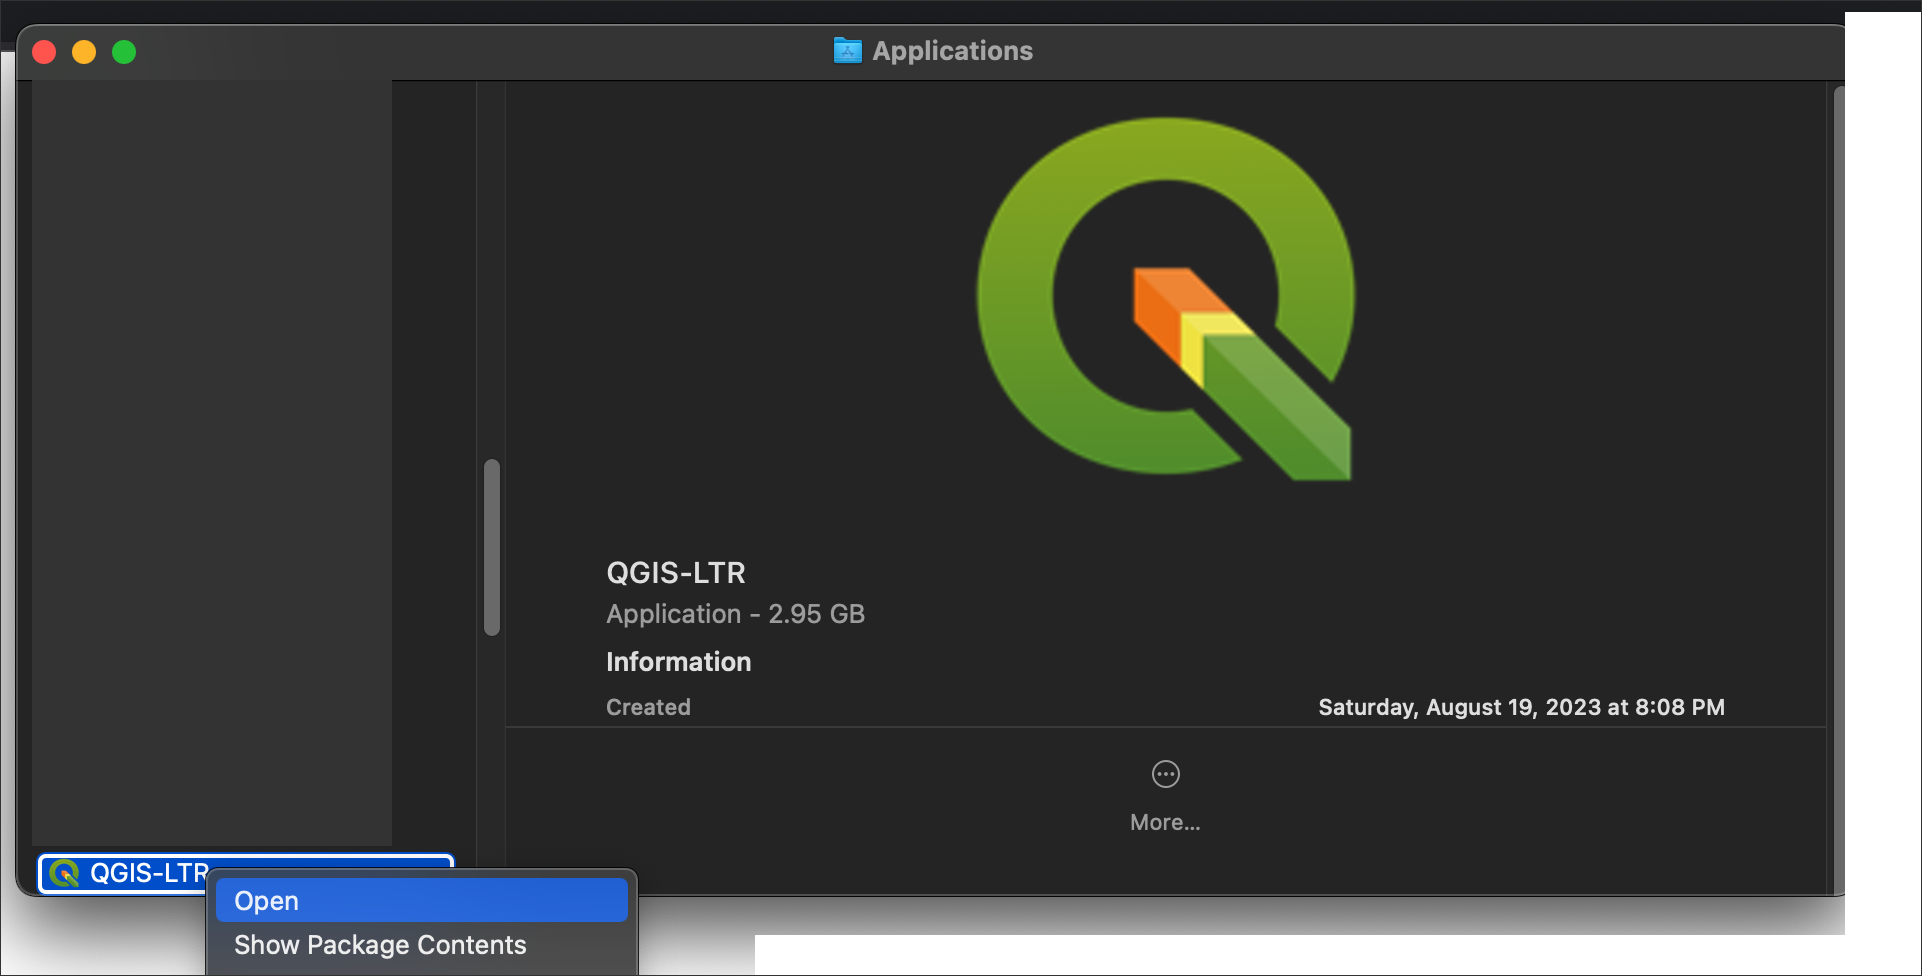 Applications
QGIS-LTR
Application - 2.95 GB
Information
Created Saturday, August 19, 2023 at 8:08 PM
More...
QGIS-LTR
Open
Show Package Contents